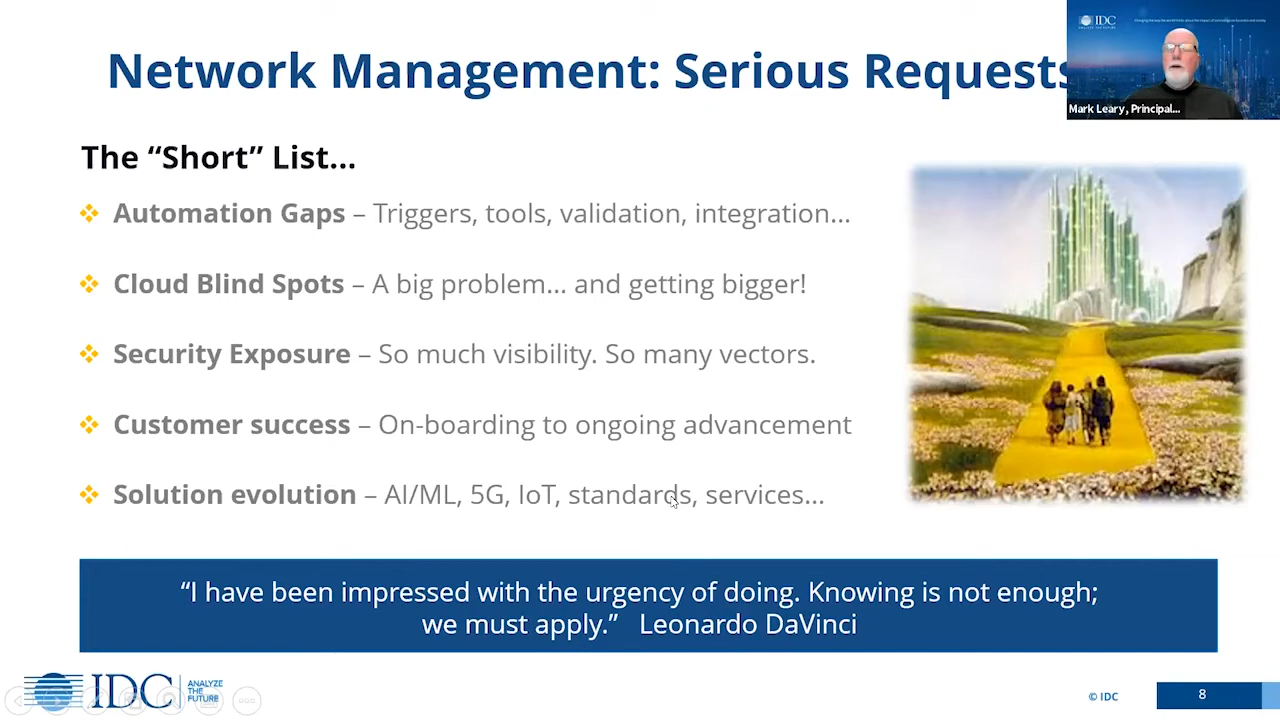 Network Management: Serious Requests
IDC
Mark Leary, Principal...
The “Short” List...
❖ Automation Gaps – Triggers, tools, validation, integration...
❖ Cloud Blind Spots – A big problem... and getting bigger!
❖ Security Exposure – So much visibility. So many vectors.
❖ Customer success – On-boarding to ongoing advancement
❖ Solution evolution – AI/ML, 5G, IoT, standards, services...
“I have been impressed with the urgency of doing. Knowing is not enough;
we must apply.” Leonardo DaVinci
IDC
ANALYZE
THE
FUTURE
© IDC
8